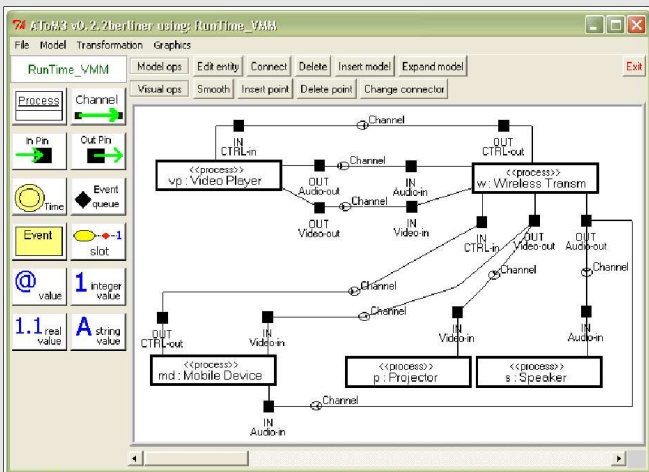 AToM3 v0.2.2berliner using: RunTime_VMM
File Model Transformation Graphics
RunTime_VMM
Model ops Edit entity Connect Delete Insert model Expand model Exit
Visual ops Smooth Insert point Delete point Change connector
Process
Channel
In Pin
Out Pin
Time
Event queue
Event
-1
slot
@ value
1 integer value
1.1 real value
A string value
Channel
IN
CTRL-in
OUT
CTRL-out
<<process>>
vp : Video Player
Channel
OUT
Audio-out
IN
Audio-in
<<process>>
w : Wireless Transm
Channel
OUT
Video-out
IN
Video-in
IN
CTRL-in
OUT
Video-out
OUT
Audio-out
Channel
Channel
Channel
OUT
CTRL-out
IN
Video-in
IN
Video-in
IN
Audio-in
<<process>>
md : Mobile Device
<<process>>
p : Projector
<<process>>
s : Speaker
Channel
IN
Audio-in